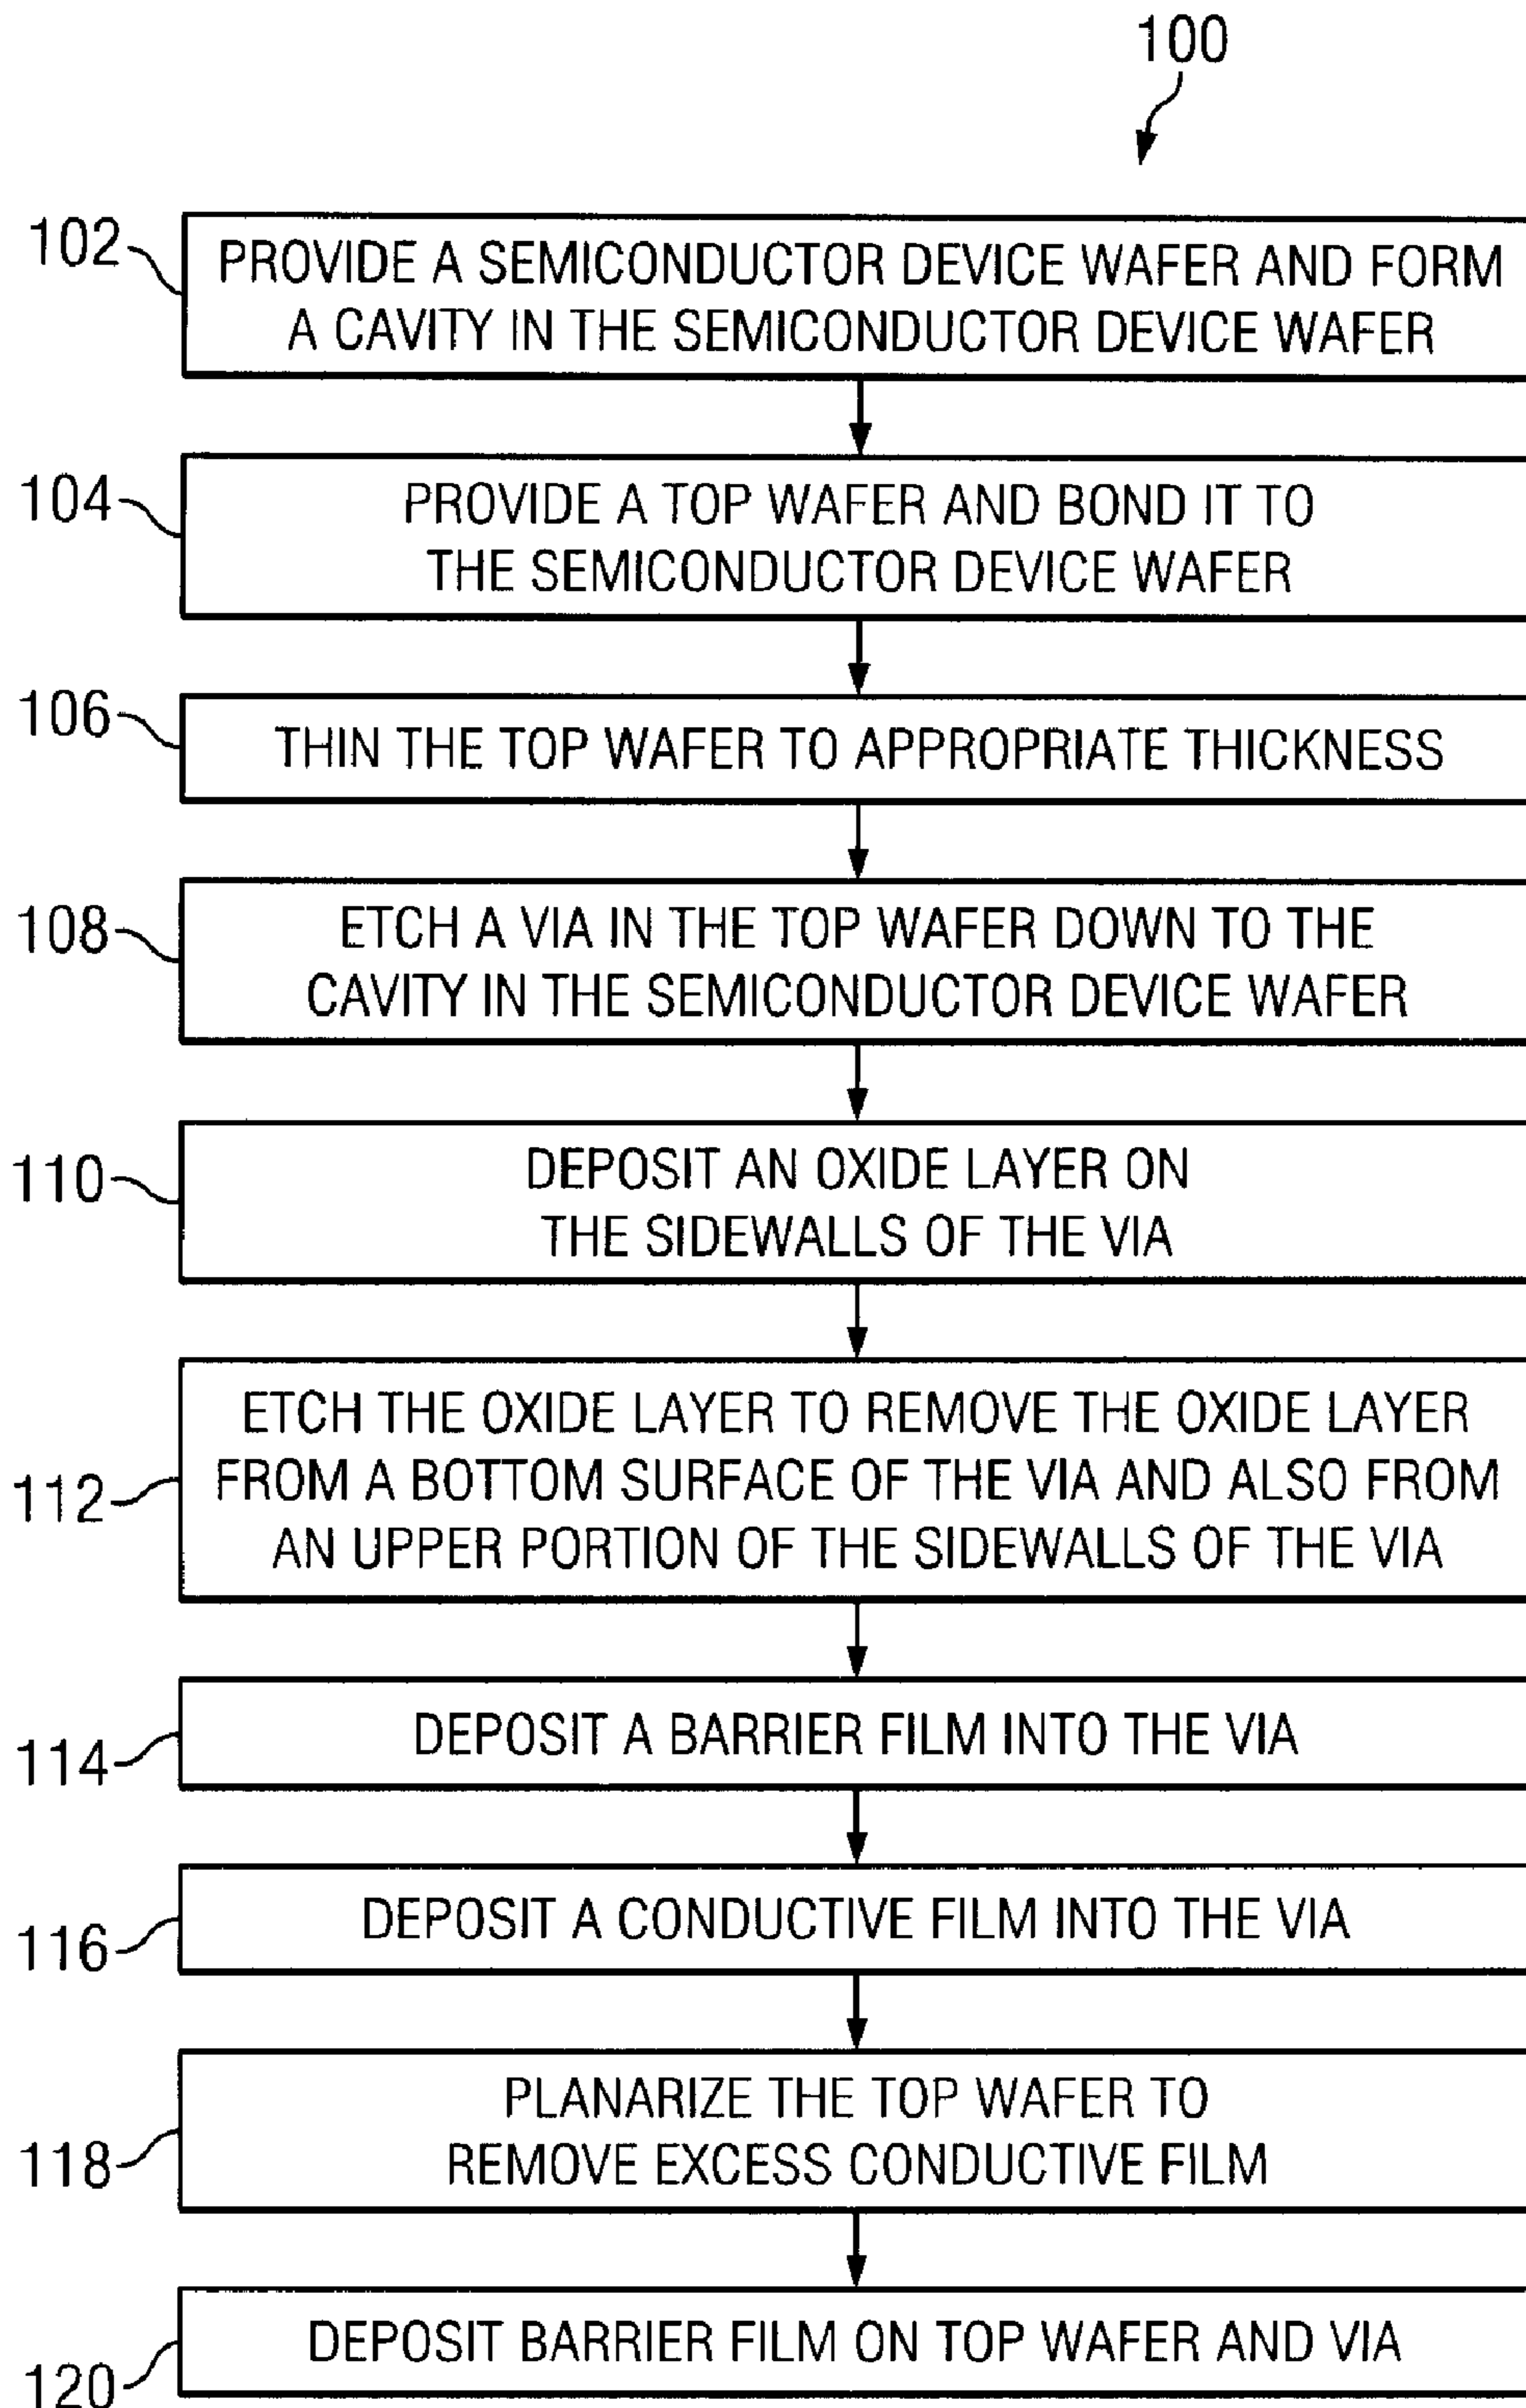 100
102
PROVIDE A SEMICONDUCTOR DEVICE WAFER AND FORM
A CAVITY IN THE SEMICONDUCTOR DEVICE WAFER
104
PROVIDE A TOP WAFER AND BOND IT TO
THE SEMICONDUCTOR DEVICE WAFER
106
THIN THE TOP WAFER TO APPROPRIATE THICKNESS
108
ETCH A VIA IN THE TOP WAFER DOWN TO THE
CAVITY IN THE SEMICONDUCTOR DEVICE WAFER
110
DEPOSIT AN OXIDE LAYER ON
THE SIDEWALLS OF THE VIA
112
ETCH THE OXIDE LAYER TO REMOVE THE OXIDE LAYER
FROM A BOTTOM SURFACE OF THE VIA AND ALSO FROM
AN UPPER PORTION OF THE SIDEWALLS OF THE VIA
114
DEPOSIT A BARRIER FILM INTO THE VIA
116
DEPOSIT A CONDUCTIVE FILM INTO THE VIA
118
PLANARIZE THE TOP WAFER TO
REMOVE EXCESS CONDUCTIVE FILM
120
DEPOSIT BARRIER FILM ON TOP WAFER AND VIA